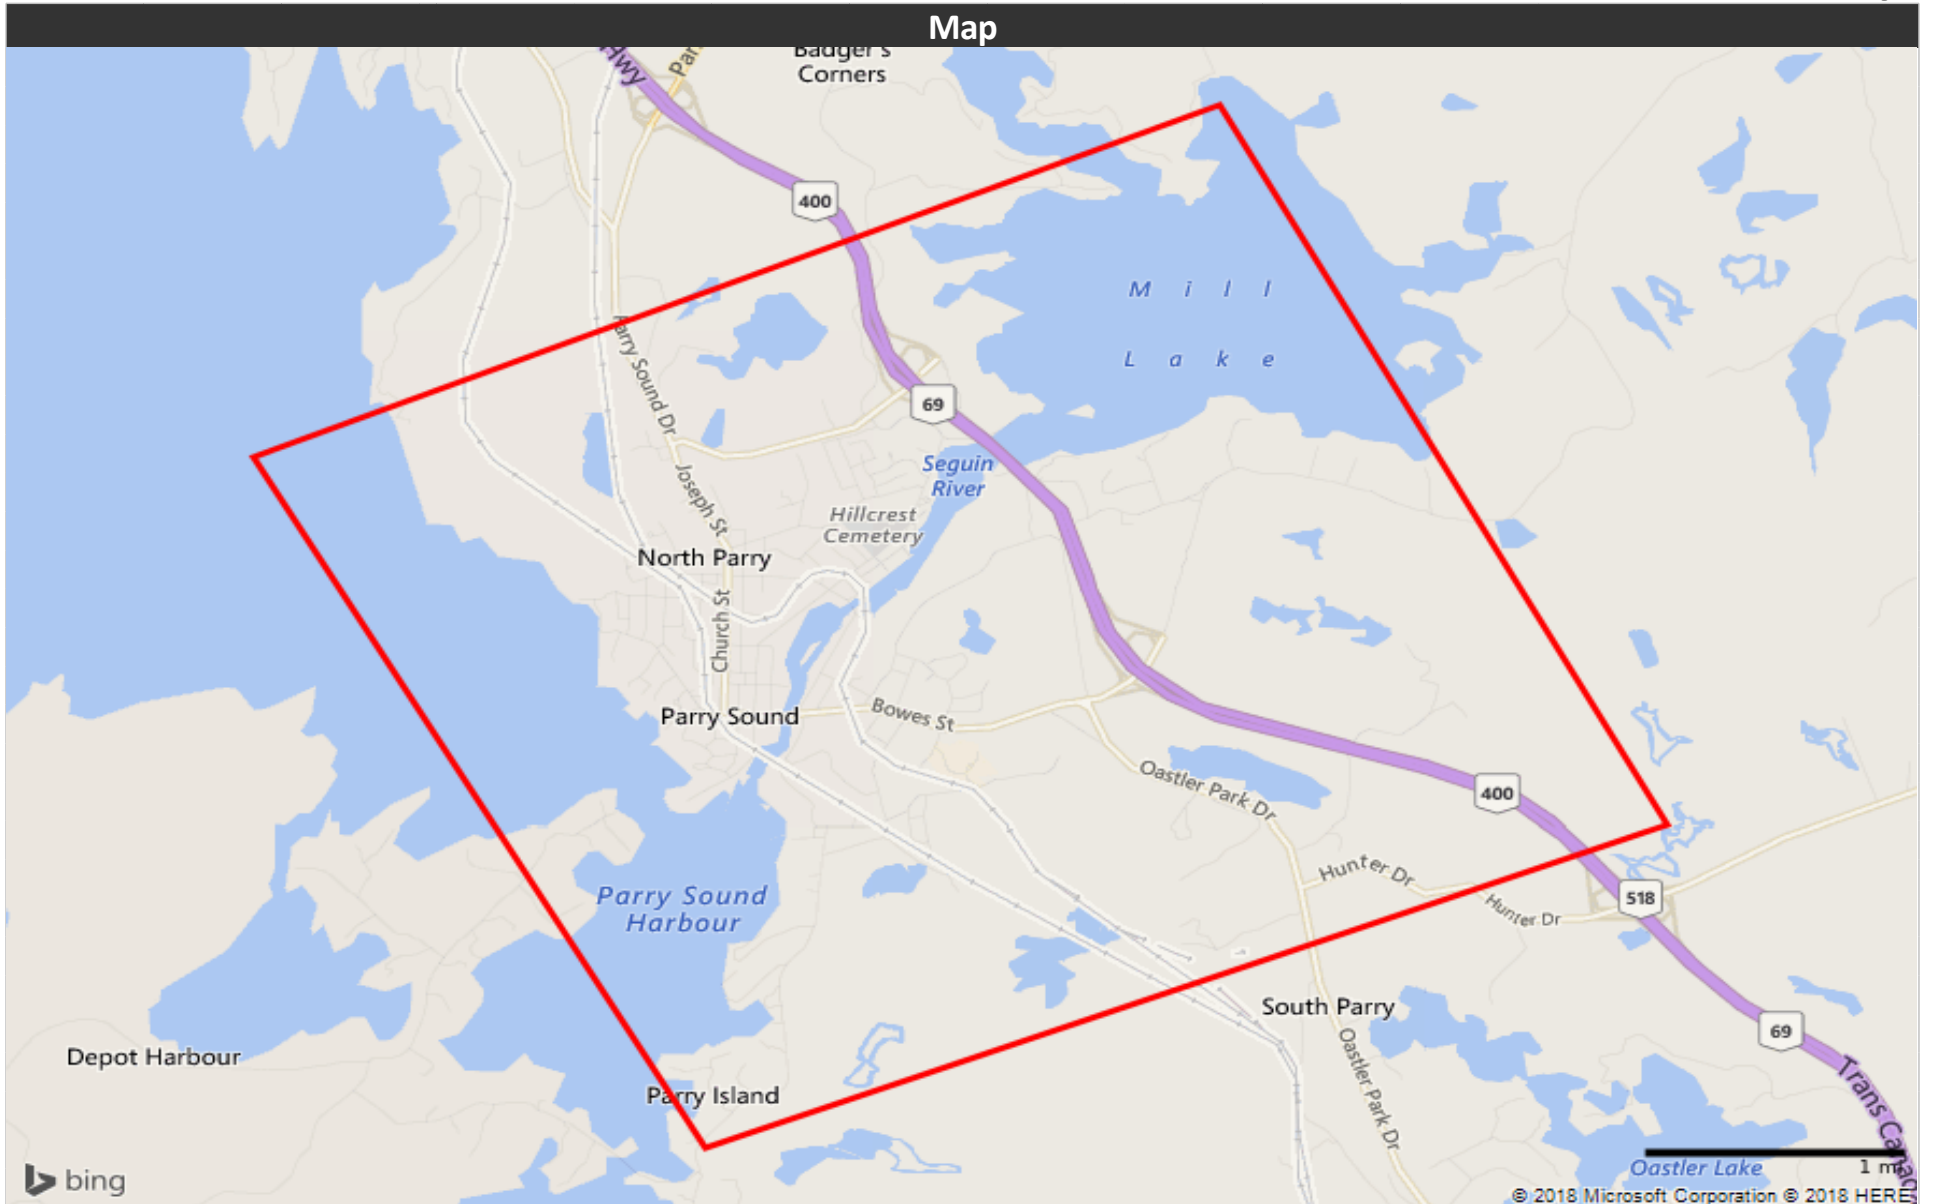 Map
Hwy
Par
Badger's
Corners
400
Mill
Lake
Parry Sound Dr
69
Seguin
River
Joseph St
Hillcrest
Cemetery
North Parry
Church St
Parry Sound
Bowes St
Oastler Park Dr
400
Hunter Dr
Hunter Dr
518
Parry Sound
Harbour
South Parry
69
Depot Harbour
Oastler Park Dr
Parry Island
Trans Canad
Oastler Lake
1 mi
bing
© 2018 Microsoft Corporation © 2018 HERE